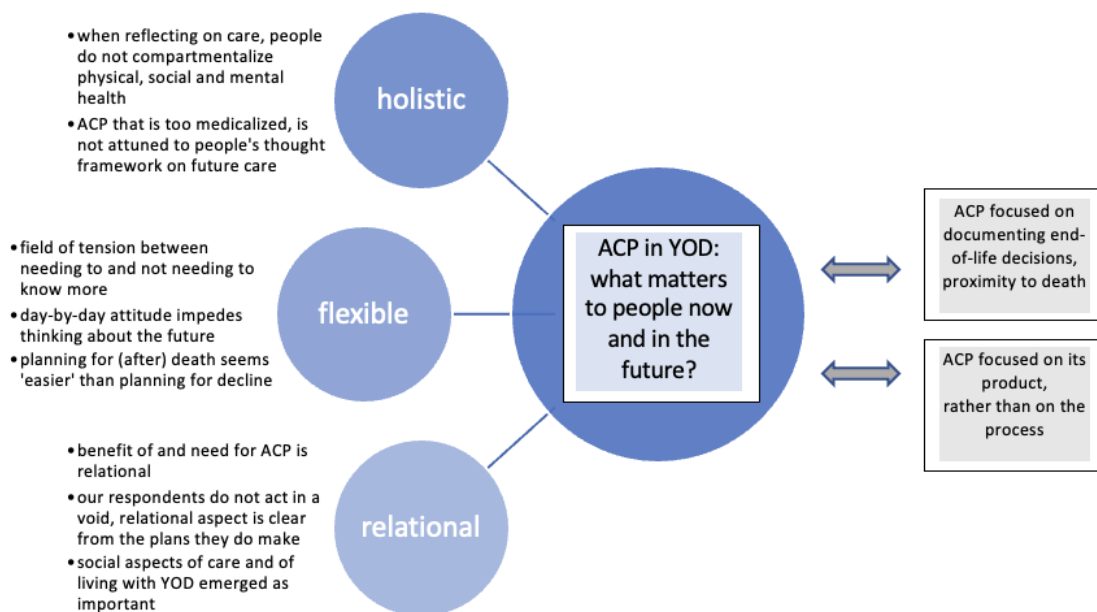 •when reflecting on care, people
do not compartmentalize
physical, social and mental
health
•ACP that is too medicalized, is
not attuned to people's thought
framework on future care
holistic
•field of tension between
needing to and not needing to
know more
•day-by-day attitude impedes
thinking about the future
•planning for (after) death seems
'easier' than planning for decline
flexible
•benefit of and need for ACP is
relational
•our respondents do not act in a
void, relational aspect is clear
from the plans they do make
•social aspects of care and of
living with YOD emerged as
important
relational
ACP in YOD:
what matters
to people now
and in the
future?
ACP focused on
documenting end-
of-life decisions,
proximity to death
ACP focused on its
product,
rather than on the
process